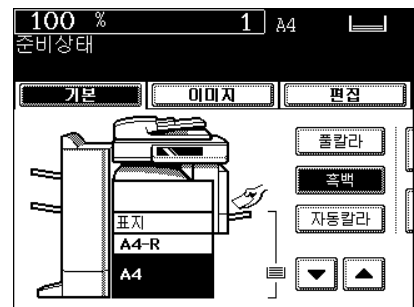 100 % 1 A4
준비상태
기본 이미지 편집
풀칼라
흑백
자동칼라
표지
A4-R
A4